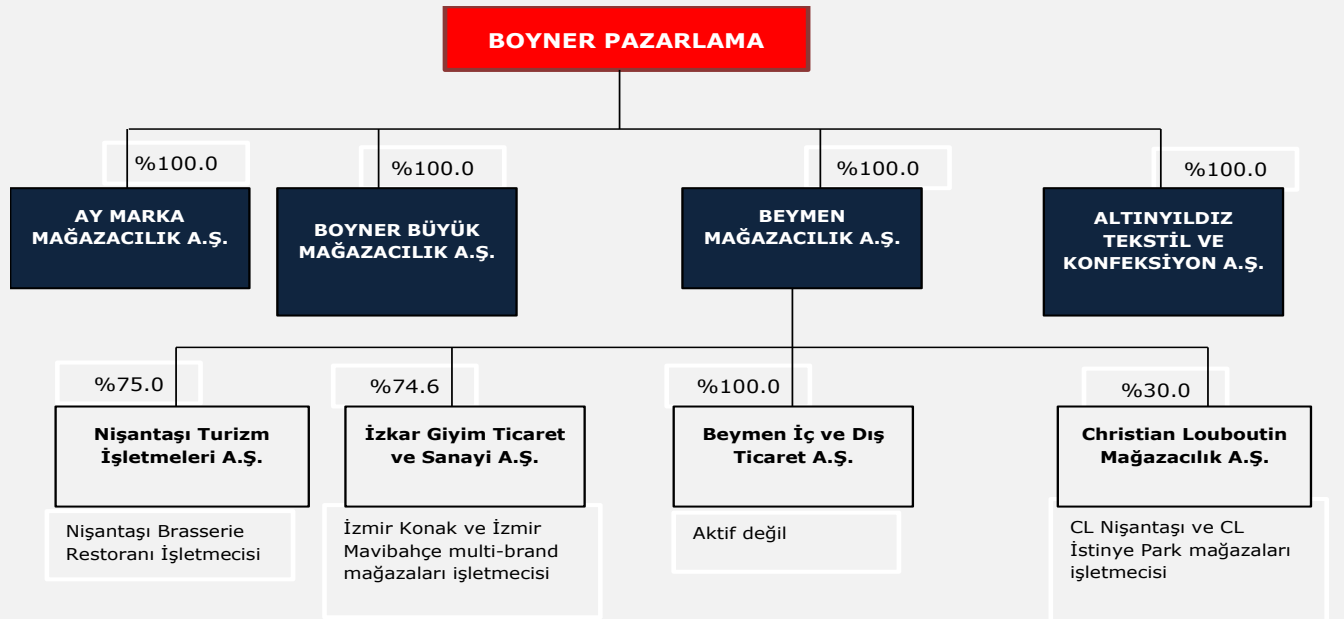 BOYNER PAZARLAMA
%100.0
%100.0
%100.0
%100.0
AY MARKA
MAĞAZACILIK A.Ş.
BOYNER BÜYÜK
MAĞAZACILIK A.Ş.
BEYMEN
MAĞAZACILIK A.Ş.
ALTINYILDIZ
TEKSTİL VE
KONFEKSİYON A.Ş.
%75.0
%74.6
%100.0
%30.0
Nişantaşı Turizm
İşletmeleri A.Ş.
İzkar Giyim Ticaret
ve Sanayi A.Ş.
Beymen İç ve Dış
Ticaret A.Ş.
Christian Louboutin
Mağazacılık A.Ş.
Nişantaşı Brasserie
Restoranı İşletmecisi
İzmir Konak ve İzmir
Mavibahçe multi-brand
mağazaları işletmecisi
Aktif değil
CL Nişantaşı ve CL
İstinye Park mağazaları
işletmecisi